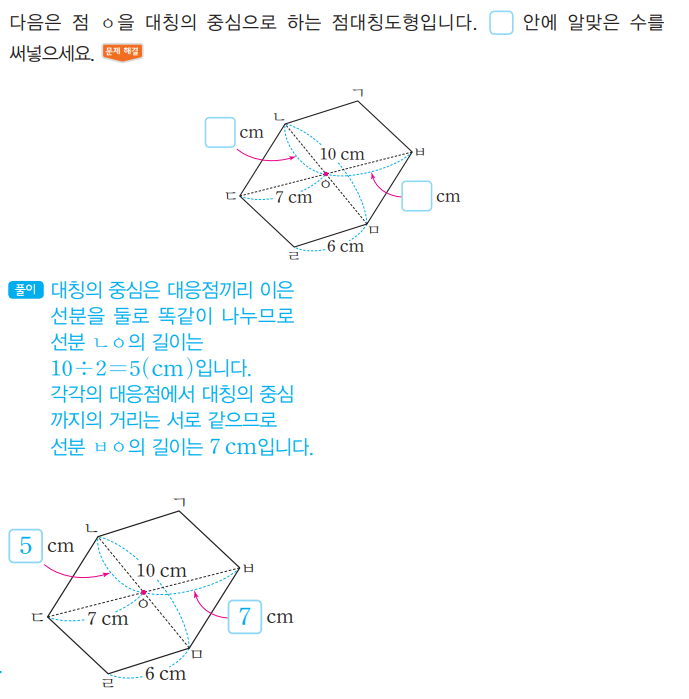 다음은 점 ㅇ을 대칭의 중심으로 하는 점대칭도형입니다. 안에 알맞은 수를
써넣으세요. 문제 해결
ㄱ
ㄴ
cm
10 cm
ㅂ
ㅇ
ㄷ
7 cm
cm
ㅁ
6 cm
ㄹ
풀이 대칭의 중심은 대응점끼리 이은
선분을 둘로 똑같이 나누므로
선분 ㄴㅇ의 길이는
10÷2=5(cm)입니다.
각각의 대응점에서 대칭의 중심
까지의 거리는 서로 같으므로
선분 ㅂㅇ의 길이는 7 cm입니다.
ㄱ
ㄴ
5 cm
10 cm
ㅂ
ㅇ
ㄷ
7 cm
7 cm
ㅁ
6 cm
ㄹ